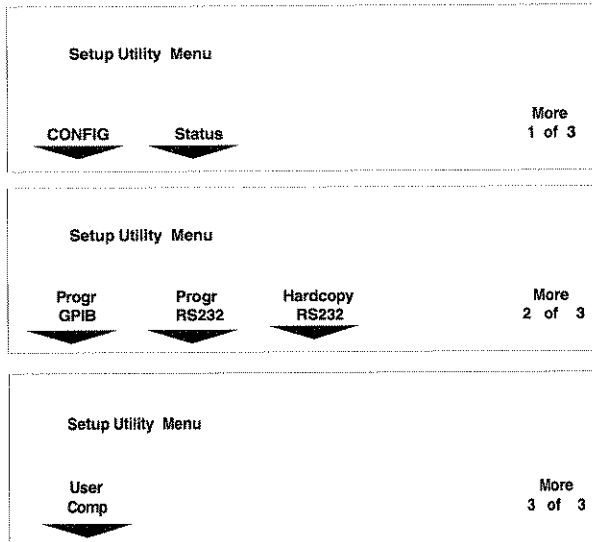 Setup Utility Menu
More
CONFIG Status 1 of 3
Setup Utility Menu
Progr Progr Hardcopy More
GPIB RS232 RS232 2 of 3
Setup Utility Menu
User More
Comp 3 of 3